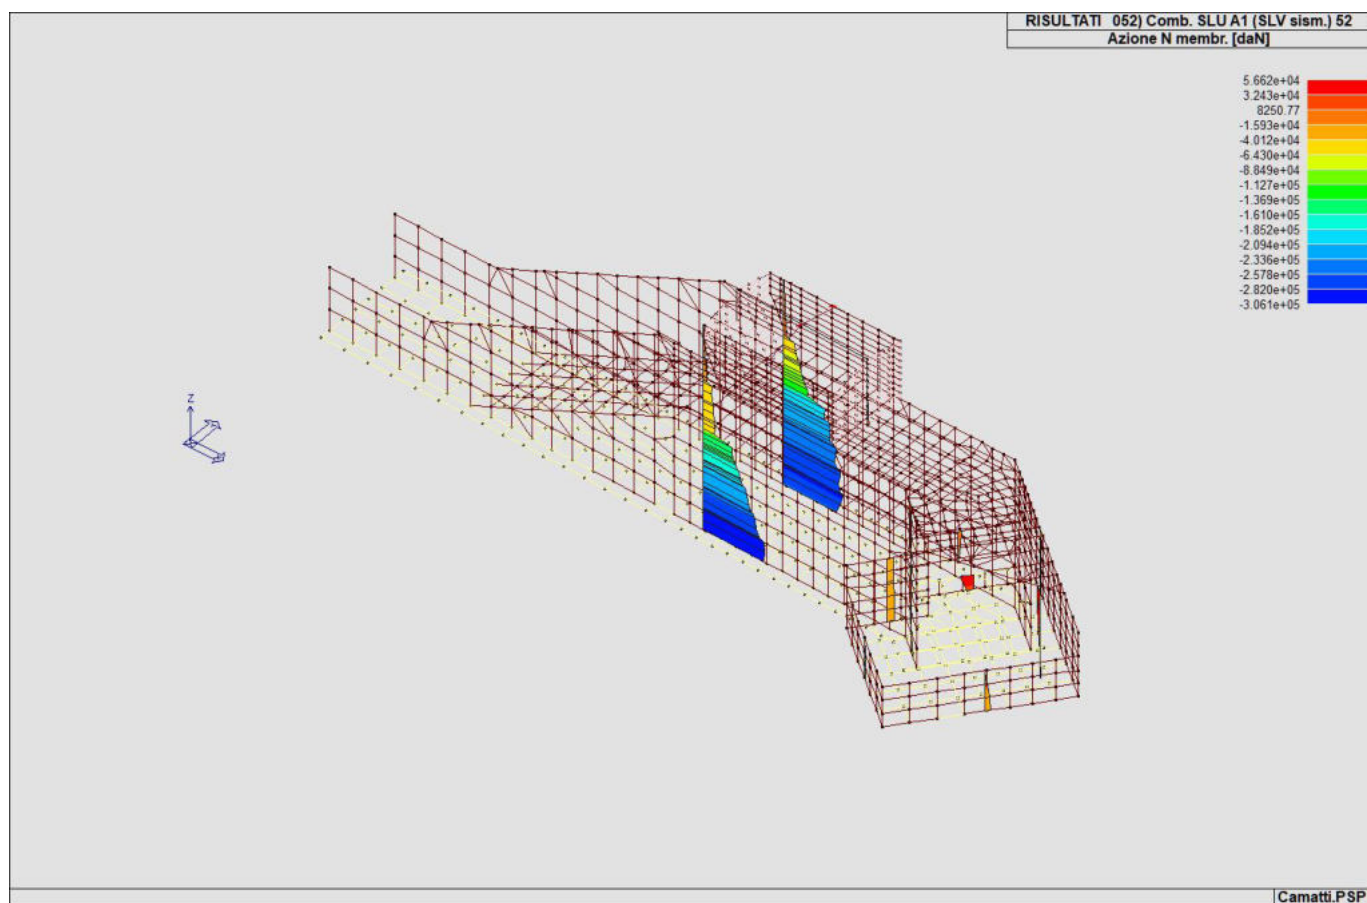 RISULTATI 052) Comb. SLU A1 (SLV sism.) 52
Azione N membr. [daN]
5.662e+04
3.243e+04
8250.77
-1.593e+04
-4.012e+04
-6.430e+04
-8.849e+04
-1.127e+05
-1.369e+05
-1.610e+05
-1.852e+05
-2.094e+05
-2.336e+05
-2.578e+05
-2.820e+05
-3.061e+05
Z
Camatti.PSP